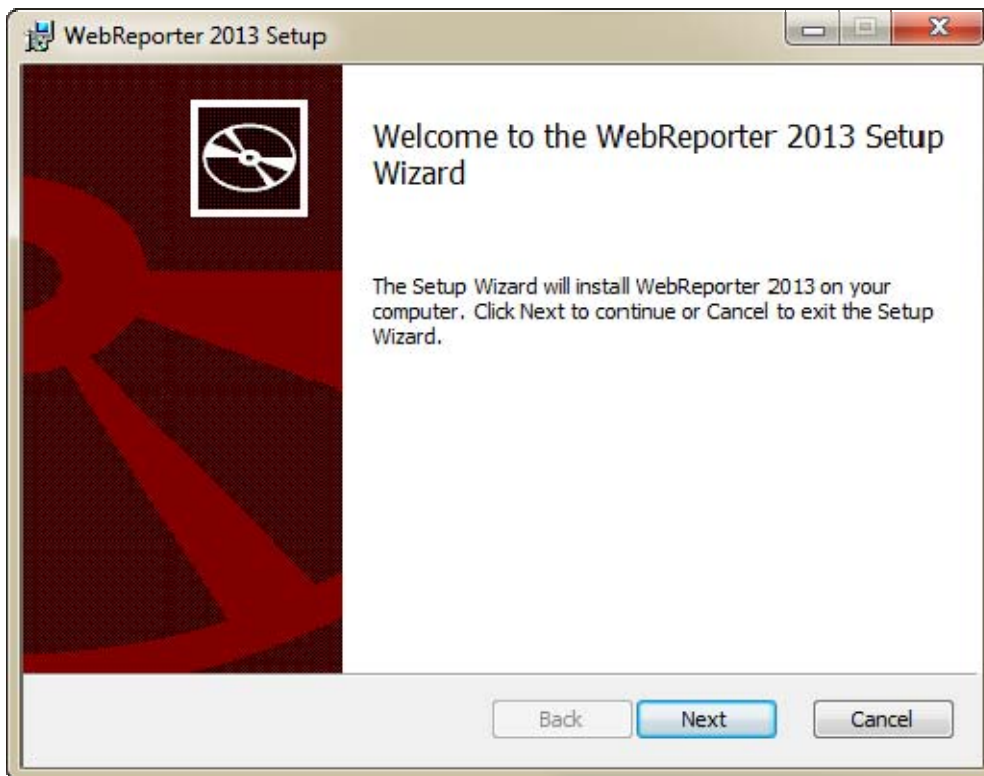 WebReporter 2013 Setup
Welcome to the WebReporter 2013 Setup
Wizard
The Setup Wizard will install WebReporter 2013 on your
computer. Click Next to continue or Cancel to exit the Setup
Wizard.
Back Next Cancel